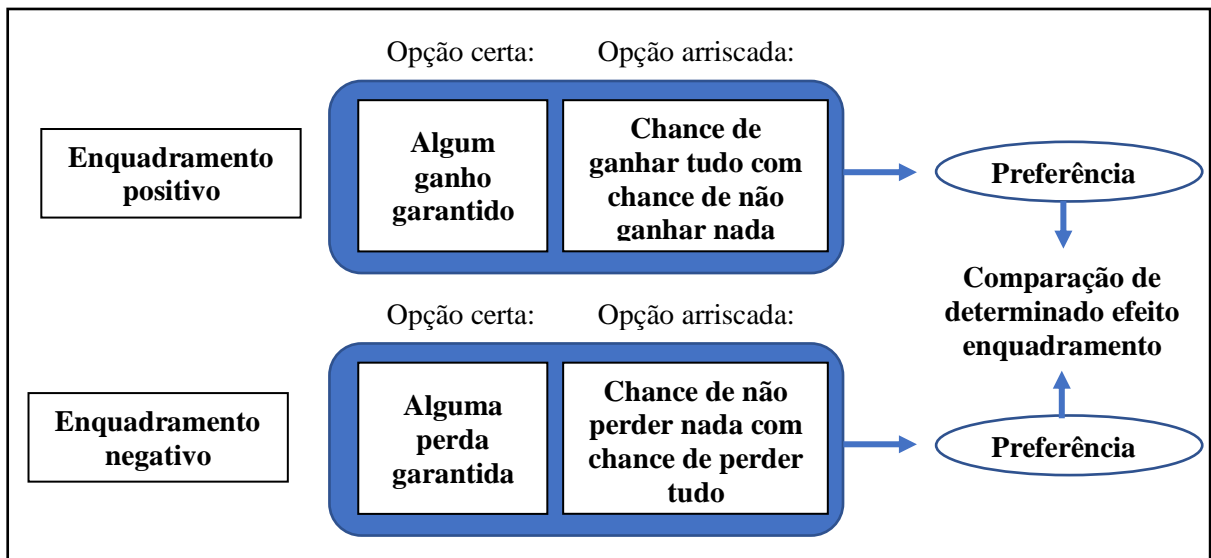 Opção certa:
Opção arriscada:
Enquadramento
positivo
Algum
ganho
garantido
Chance de
ganhar tudo com
chance de não
ganhar nada
Preferência
Comparação de
determinado efeito
enquadramento
Opção certa:
Opção arriscada:
Enquadramento
negativo
Alguma
perda
garantida
Chance de não
perder nada com
chance de perder
tudo
Preferência